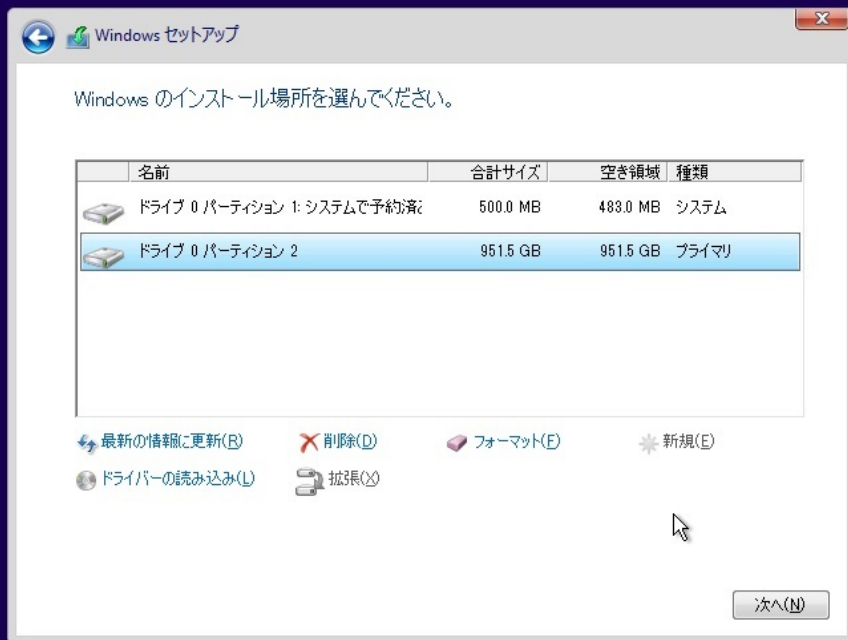 Windows セットアップ
Windows のインストール場所を選んでください。
名前 合計サイズ 空き領域 種類
ドライブ 0 パーティション 1: システムで予約済 500.0 MB 483.0 MB システム
ドライブ 0 パーティション 2 951.5 GB 951.5 GB プライマリ
最新の情報に更新(R) 削除(D) フォーマット(F) 新規(E)
ドライバーの読み込み(L) 拡張(X)
次へ(N)